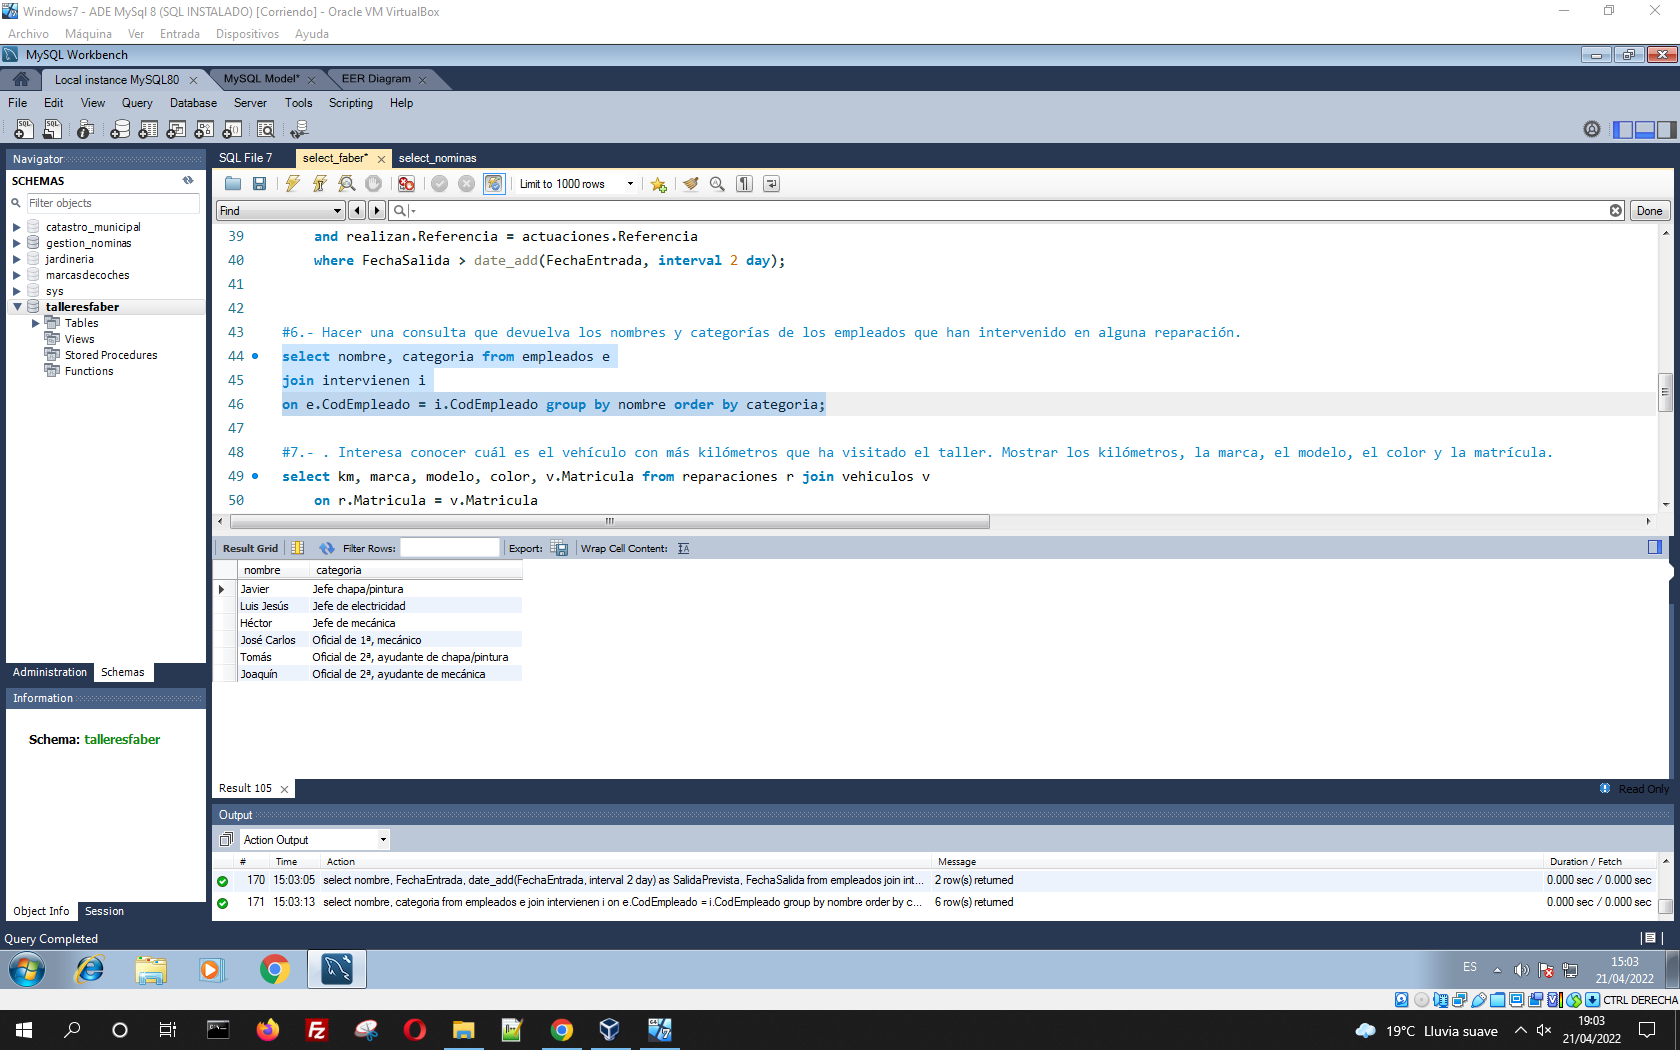 Windows7 - ADE MySql 8 (SQL INSTALADO) [Corriendo] - Oracle VM VirtualBox
Archivo Máquina Ver Entrada Dispositivos Ayuda
MySQL Workbench
Local instance MySQL80 MySQL Model* EER Diagram
File Edit View Query Database Server Tools Scripting Help
Navigator
SCHEMAS
Filter objects
catastro_municipal
gestion_nominas
jardineria
marcasdecoches
sys
talleresfaber
Tables
Views
Stored Procedures
Functions
Administration Schemas
Information
Schema: talleresfaber
Object Info Session
SQL File 7 select_faber* select_nominas
Limit to 1000 rows
Find Done
39 and realizan.Referencia = actuaciones.Referencia
40 where FechaSalida > date_add(FechaEntrada, interval 2 day);
41
42
43 #6.- Hacer una consulta que devuelva los nombres y categorías de los empleados que han intervenido en alguna reparación.
44 select nombre, categoria from empleados e
45 join intervienen i
46 on e.CodEmpleado = i.CodEmpleado group by nombre order by categoria;
47
48 #7.- . Interesa conocer cuál es el vehículo con más kilómetros que ha visitado el taller. Mostrar los kilómetros, la marca, el modelo, el color y la matrícula.
49 select km, marca, modelo, color, v.Matricula from reparaciones r join vehiculos v
50 on r.Matricula = v.Matricula
Result Grid Filter Rows: Export: Wrap Cell Content:
nombre categoria
Javier Jefe chapa/pintura
Luis Jesús Jefe de electricidad
Héctor Jefe de mecánica
José Carlos Oficial de 1ª, mecánico
Tomás Oficial de 2ª, ayudante de chapa/pintura
Joaquín Oficial de 2ª, ayudante de mecánica
Result 105 Read Only
Output
Action Output
# Time Action Message Duration / Fetch
170 15:03:05 select nombre, FechaEntrada, date_add(FechaEntrada, interval 2 day) as SalidaPrevista, FechaSalida from empleados join int... 2 row(s) returned 0.000 sec / 0.000 sec
171 15:03:13 select nombre, categoria from empleados e join intervienen i on e.CodEmpleado = i.CodEmpleado group by nombre order by c... 6 row(s) returned 0.000 sec / 0.000 sec
Query Completed
ES 15:03
21/04/2022
CTRL DERECHA
19°C Lluvia suave 19:03
21/04/2022